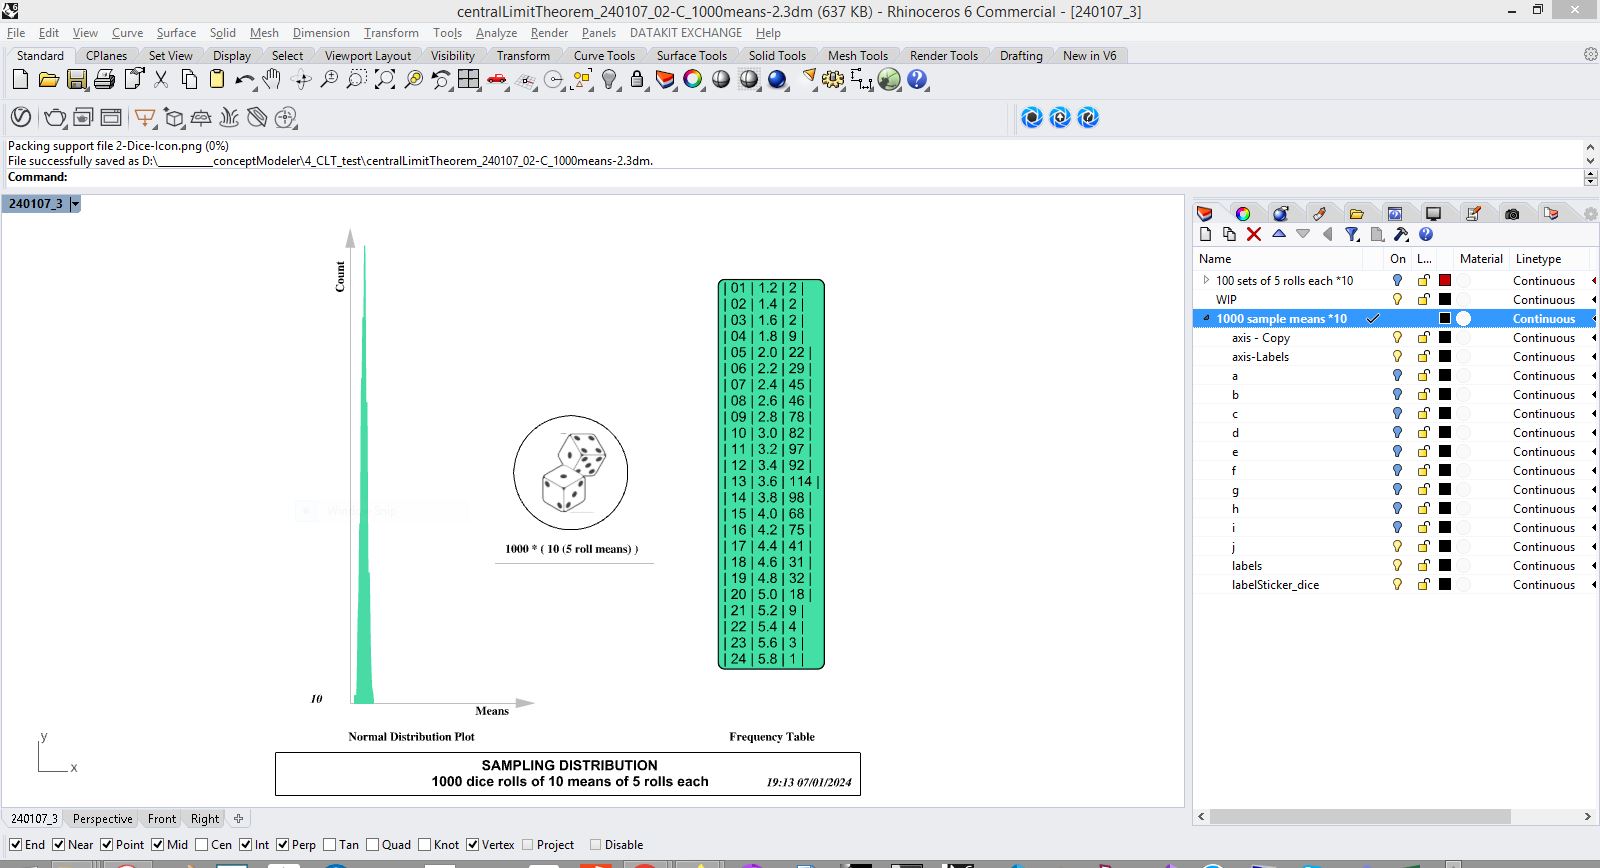 centralLimitTheorem_240107_02-C_1000means-2.3dm (637 KB) - Rhinoceros 6 Commercial - [240107_3]
File Edit View Curve Surface Solid Mesh Dimension Transform Tools Analyze Render Panels DATAKIT EXCHANGE Help
Standard CPlanes Set View Display Select Viewport Layout Visibility Transform Curve Tools Surface Tools Solid Tools Mesh Tools Render Tools Drafting New in V6
Packing support file 2-Dice-Icon.png (0%)
File successfully saved as D:\_________conceptModeler\4_CLT_test\centralLimitTheorem_240107_02-C_1000means-2.3dm.
Command:
240107_3
Count
10
Means
Normal Distribution Plot
1000 * ( 10 (5 roll means) )
| 01 | 1.2 | 2 |
| 02 | 1.4 | 2 |
| 03 | 1.6 | 2 |
| 04 | 1.8 | 9 |
| 05 | 2.0 | 22 |
| 06 | 2.2 | 29 |
| 07 | 2.4 | 45 |
| 08 | 2.6 | 46 |
| 09 | 2.8 | 78 |
| 10 | 3.0 | 82 |
| 11 | 3.2 | 97 |
| 12 | 3.4 | 92 |
| 13 | 3.6 | 114 |
| 14 | 3.8 | 98 |
| 15 | 4.0 | 68 |
| 16 | 4.2 | 75 |
| 17 | 4.4 | 41 |
| 18 | 4.6 | 31 |
| 19 | 4.8 | 32 |
| 20 | 5.0 | 18 |
| 21 | 5.2 | 9 |
| 22 | 5.4 | 4 |
| 23 | 5.6 | 3 |
| 24 | 5.8 | 1 |
Frequency Table
SAMPLING DISTRIBUTION
1000 dice rolls of 10 means of 5 rolls each
19:13 07/01/2024
y
x
Name On L... Material Linetype
100 sets of 5 rolls each *10 Continuous
WIP Continuous
1000 sample means *10 Continuous
axis - Copy Continuous
axis-Labels Continuous
a Continuous
b Continuous
c Continuous
d Continuous
e Continuous
f Continuous
g Continuous
h Continuous
i Continuous
j Continuous
labels Continuous
labelSticker_dice Continuous
240107_3 Perspective Front Right
End Near Point Mid Cen Int Perp Tan Quad Knot Vertex Project Disable